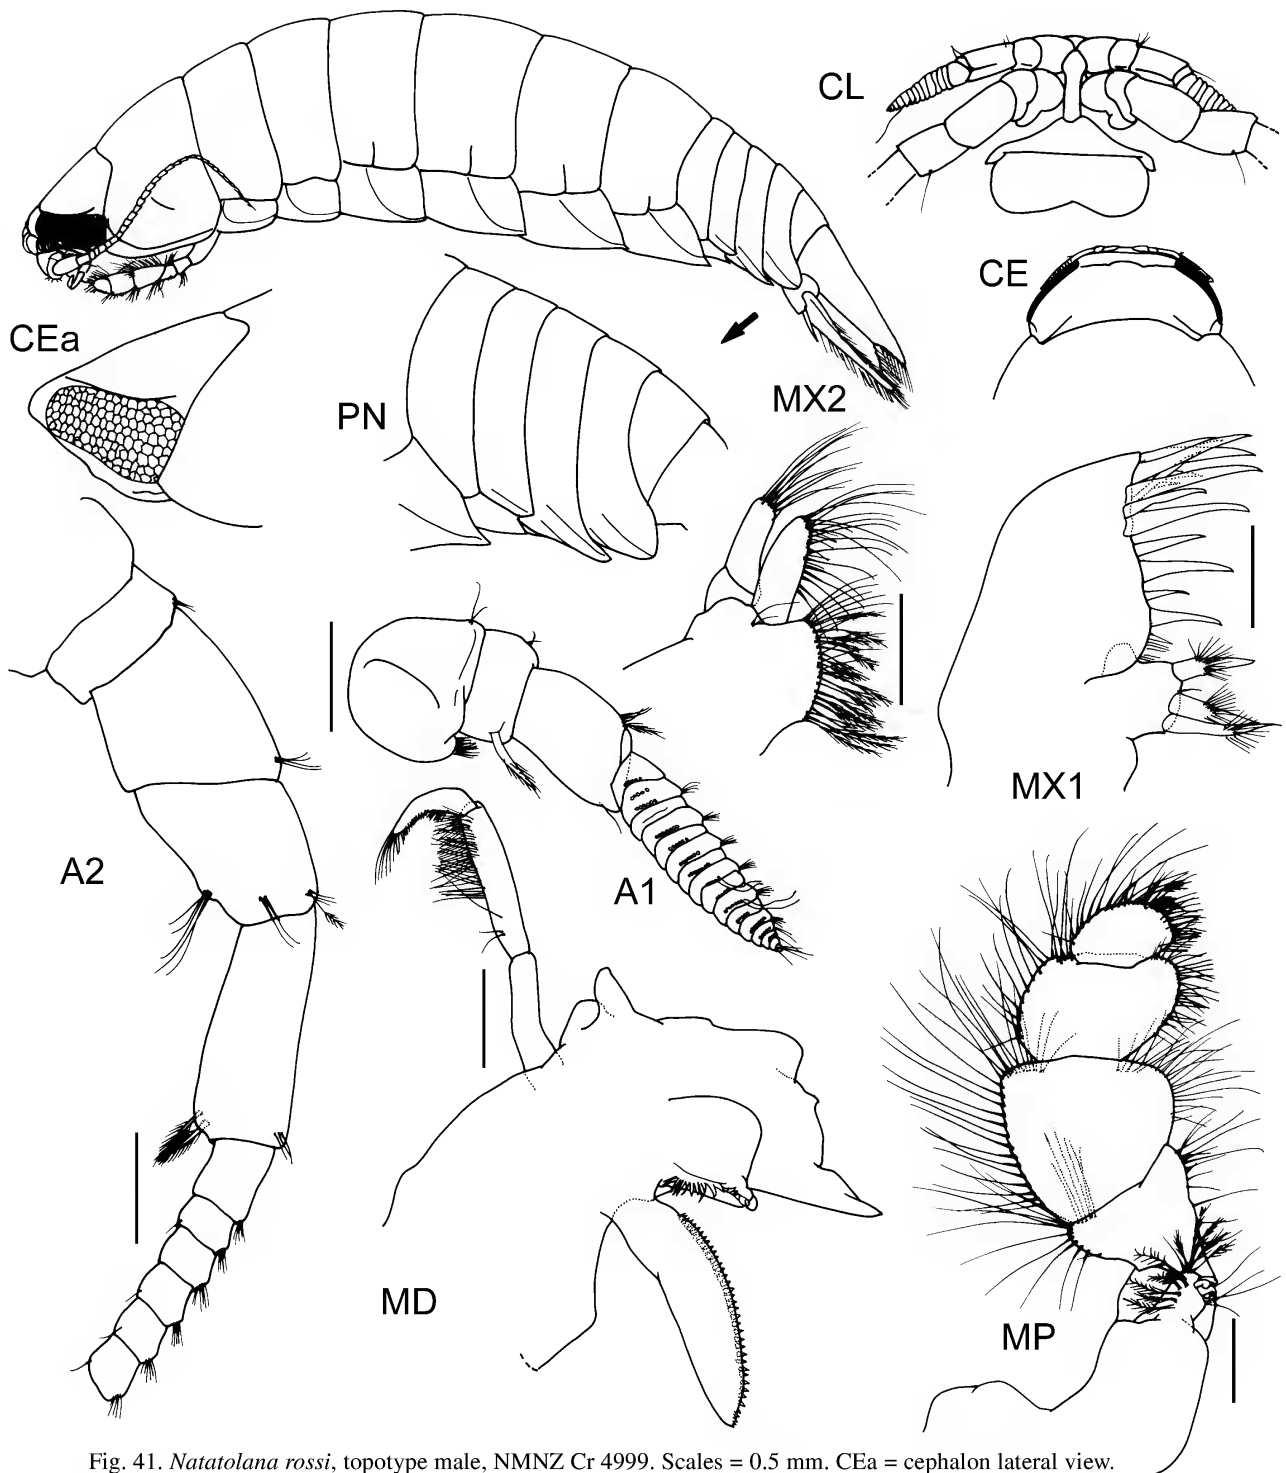 CL
CE
CEa
PN
MX2
MX1
A2
A1
MD
MP
Fig. 41. Natatolana rossi, topotype male, NMNZ Cr 4999. Scales = 0.5 mm. CEa = cephalon lateral view.